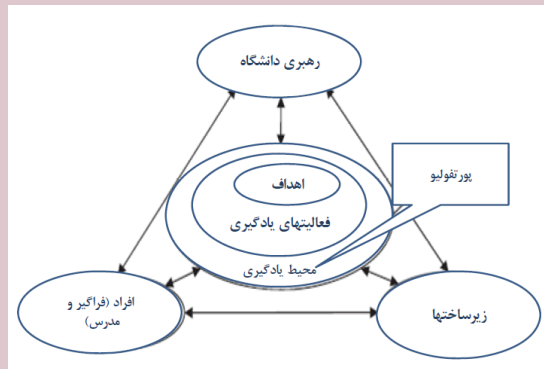 رهبری دانشگاه
پورتفولیو
اهداف
فعالیتهای یادگیری
محیط یادگیری
افراد (فراگیر و
مدرس)
زیرساختها